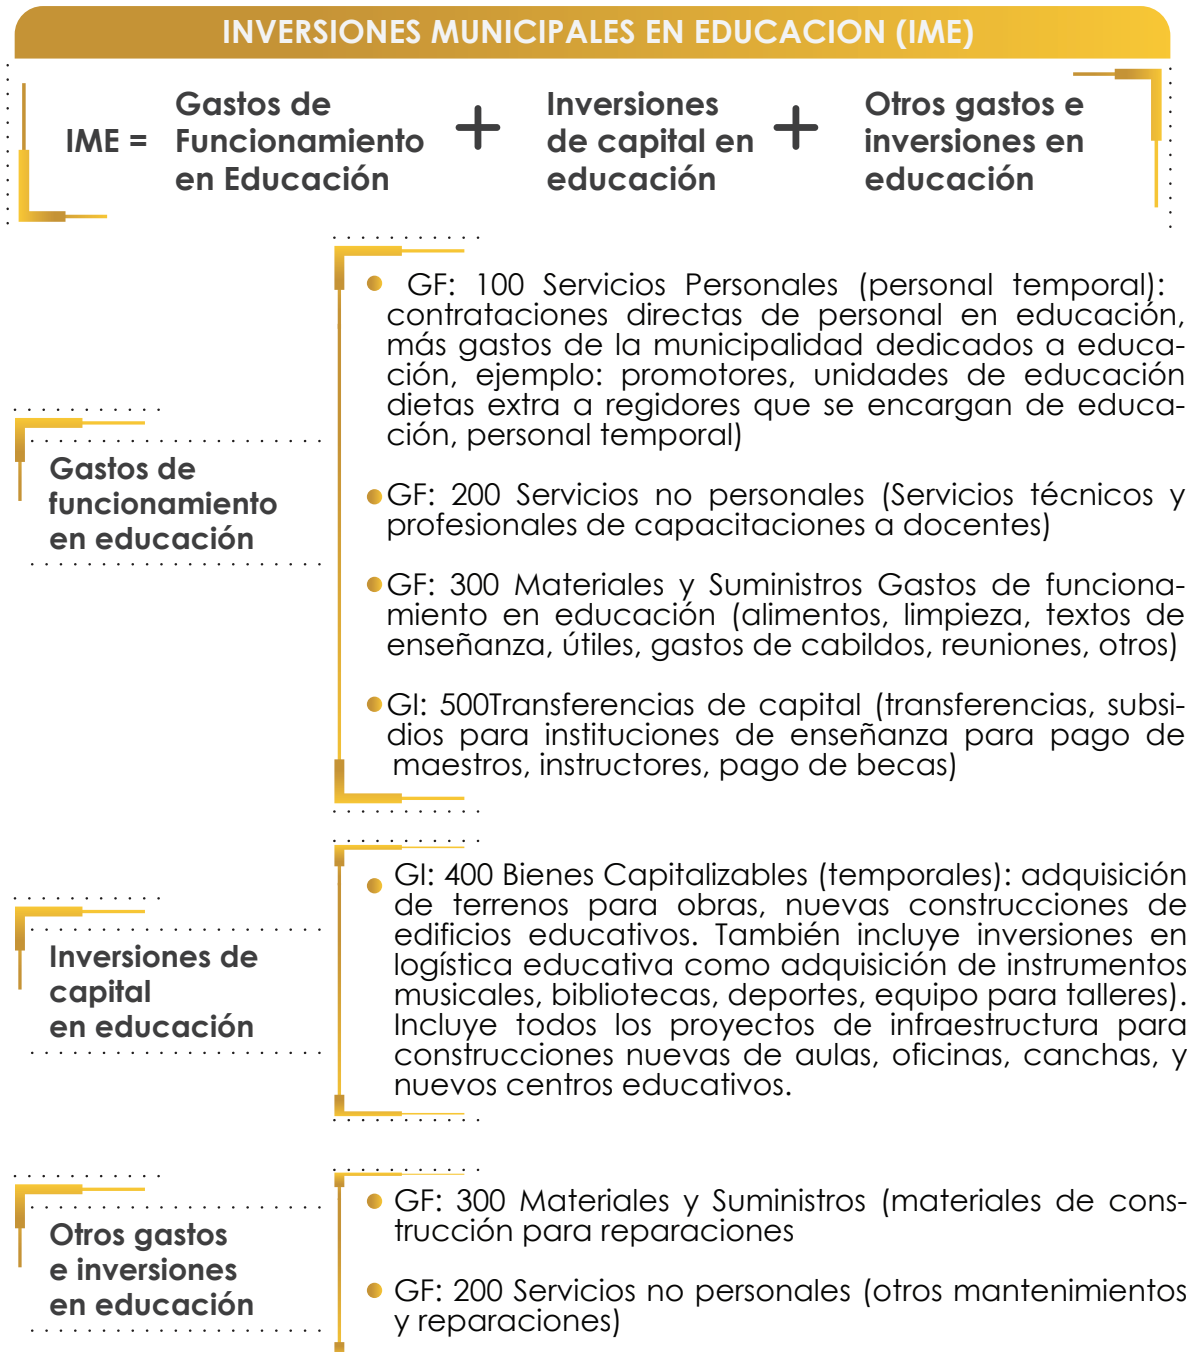 INVERSIONES MUNICIPALES EN EDUCACION (IME)
IME =
Gastos de
Funcionamiento
en Educación
+
Inversiones
de capital en
educación
+
Otros gastos e
inversiones en
educación
Gastos de
funcionamiento
en educación
GF: 100 Servicios Personales (personal temporal):
contrataciones directas de personal en educación,
más gastos de la municipalidad dedicados a educa-
ción, ejemplo: promotores, unidades de educación
dietas extra a regidores que se encargan de educa-
ción, personal temporal)
GF: 200 Servicios no personales (Servicios técnicos y
profesionales de capacitaciones a docentes)
GF: 300 Materiales y Suministros Gastos de funciona-
miento en educación (alimentos, limpieza, textos de
enseñanza, útiles, gastos de cabildos, reuniones, otros)
GI: 500Transferencias de capital (transferencias, subsi-
dios para instituciones de enseñanza para pago de
maestros, instructores, pago de becas)
Inversiones de
capital
en educación
GI: 400 Bienes Capitalizables (temporales): adquisición
de terrenos para obras, nuevas construcciones de
edificios educativos. También incluye inversiones en
logística educativa como adquisición de instrumentos
musicales, bibliotecas, deportes, equipo para talleres).
Incluye todos los proyectos de infraestructura para
construcciones nuevas de aulas, oficinas, canchas, y
nuevos centros educativos.
Otros gastos
e inversiones
en educación
GF: 300 Materiales y Suministros (materiales de cons-
trucción para reparaciones
GF: 200 Servicios no personales (otros mantenimientos
y reparaciones)